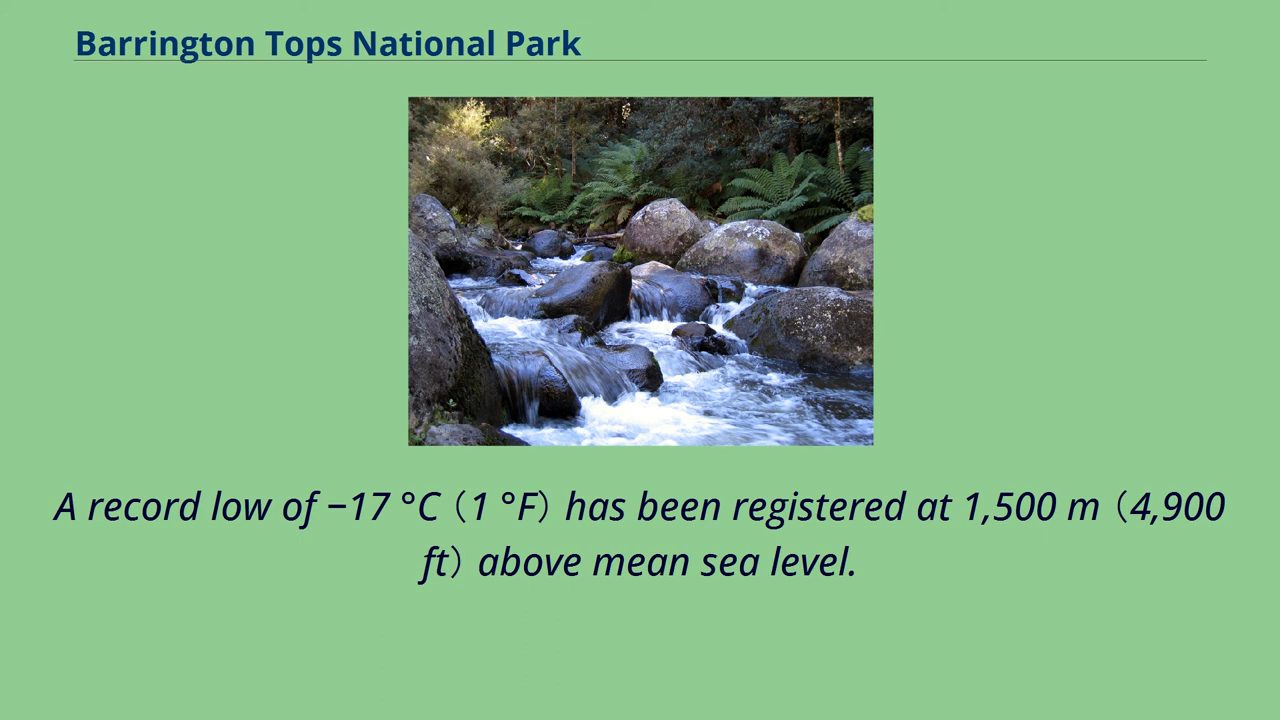 Barrington Tops National Park
A record low of −17 °C（1 °F）has been registered at 1,500 m（4,900
ft）above mean sea level.